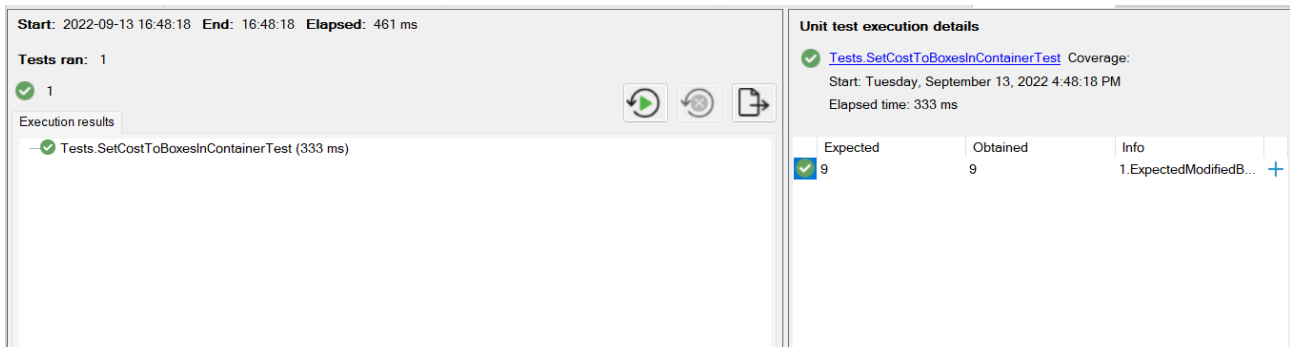 Start: 2022-09-13 16:48:18 End: 16:48:18 Elapsed: 461 ms
Tests ran: 1
1
Execution results
Tests.SetCostToBoxesInContainerTest (333 ms)
Unit test execution details
Tests.SetCostToBoxesInContainerTest Coverage:
Start: Tuesday, September 13, 2022 4:48:18 PM
Elapsed time: 333 ms
Expected Obtained Info
9 9 1.ExpectedModifiedB...